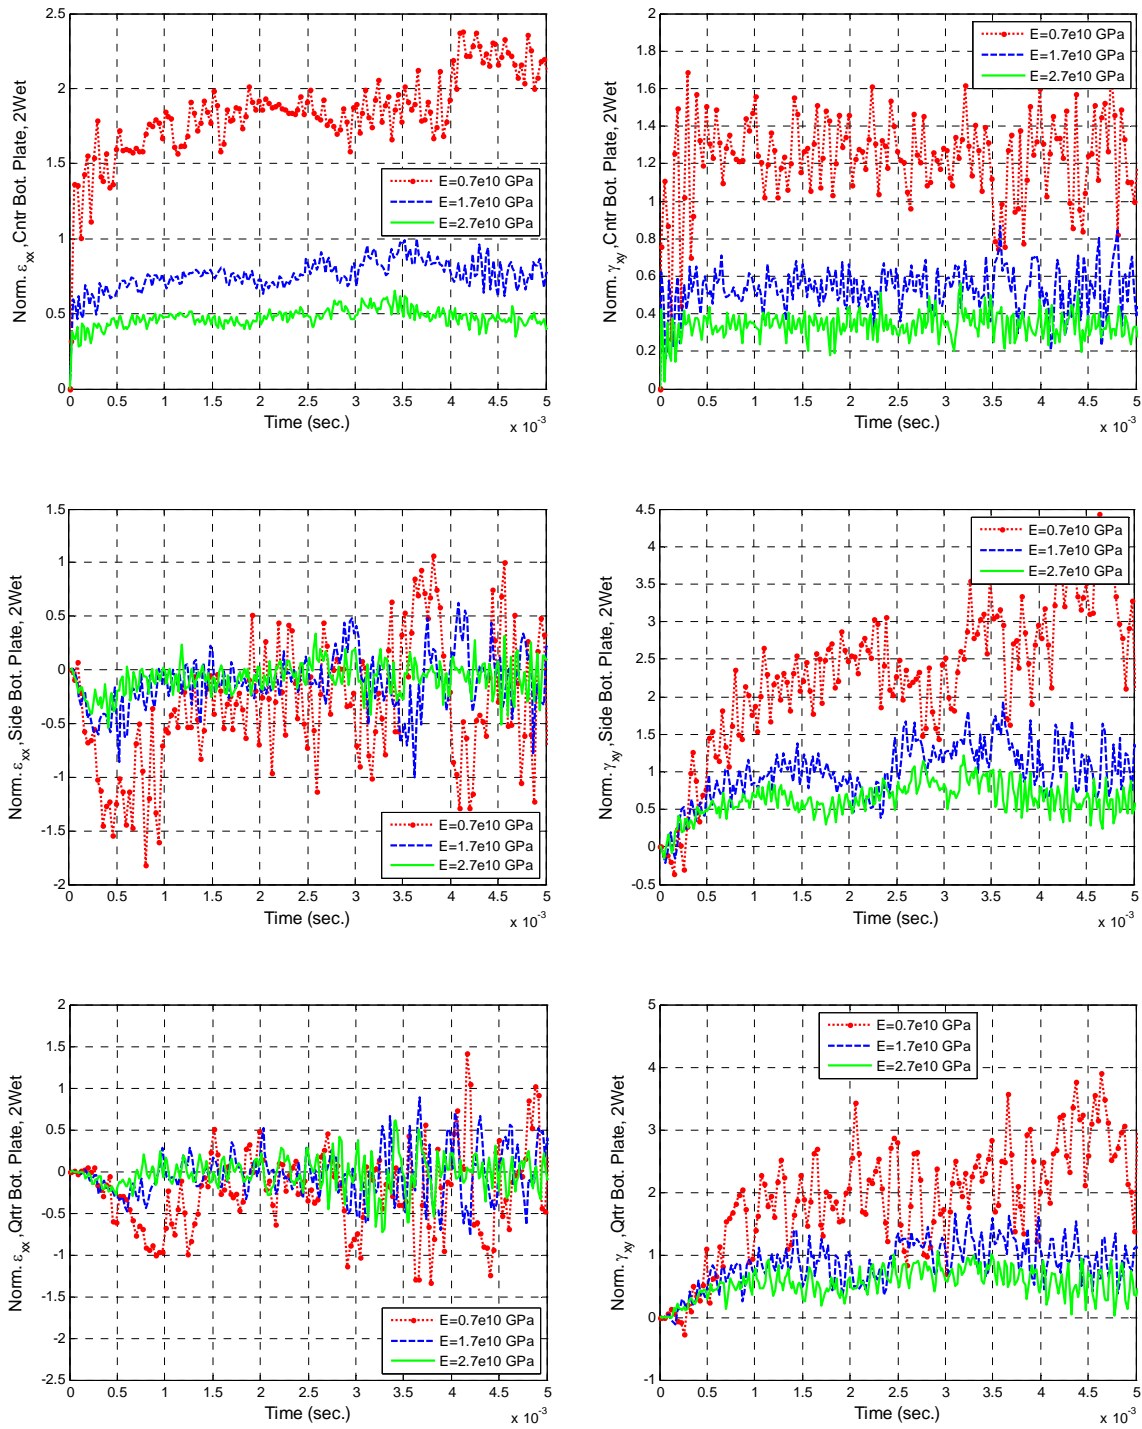 2.5
2
1.5
1
0.5
0
Norm. εxx,Cntr Bot. Plate, 2Wet
E=0.7e10 GPa
E=1.7e10 GPa
E=2.7e10 GPa
0 0.5 1 1.5 2 2.5 3 3.5 4 4.5 5
Time (sec.)
x 10-3
2
1.8
1.6
1.4
1.2
1
0.8
0.6
0.4
0.2
0
Norm. γxy,Cntr Bot. Plate, 2Wet
E=0.7e10 GPa
E=1.7e10 GPa
E=2.7e10 GPa
0 0.5 1 1.5 2 2.5 3 3.5 4 4.5 5
Time (sec.)
x 10-3
1.5
1
0.5
0
-0.5
-1
-1.5
-2
Norm. εxx,Side Bot. Plate, 2Wet
E=0.7e10 GPa
E=1.7e10 GPa
E=2.7e10 GPa
0 0.5 1 1.5 2 2.5 3 3.5 4 4.5 5
Time (sec.)
x 10-3
4.5
4
3.5
3
2.5
2
1.5
1
0.5
0
-0.5
Norm. γxy,Side Bot. Plate, 2Wet
E=0.7e10 GPa
E=1.7e10 GPa
E=2.7e10 GPa
0 0.5 1 1.5 2 2.5 3 3.5 4 4.5 5
Time (sec.)
x 10-3
2
1.5
1
0.5
0
-0.5
-1
-1.5
-2
-2.5
Norm. εxx,Qrtr Bot. Plate, 2Wet
E=0.7e10 GPa
E=1.7e10 GPa
E=2.7e10 GPa
0 0.5 1 1.5 2 2.5 3 3.5 4 4.5 5
Time (sec.)
x 10-3
5
4
3
2
1
0
-1
Norm. γxy,Qrtr Bot. Plate, 2Wet
E=0.7e10 GPa
E=1.7e10 GPa
E=2.7e10 GPa
0 0.5 1 1.5 2 2.5 3 3.5 4 4.5 5
Time (sec.)
x 10-3